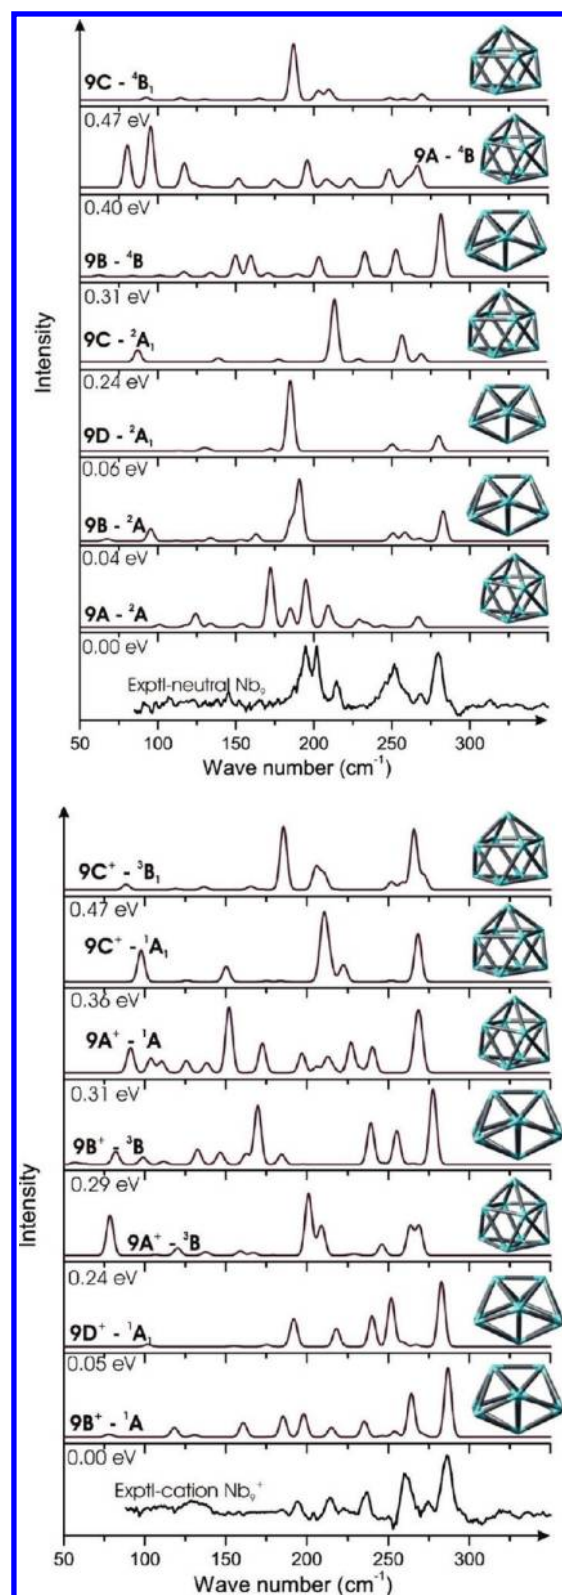 9C - ⁴B₁
0.47 eV
9A - ⁴B
0.40 eV
9B - ⁴B
0.31 eV
9C - ²A₁
0.24 eV
9D - ²A₁
0.06 eV
9B - ²A
0.04 eV
9A - ²A
0.00 eV
Exptl-neutral Nb₉
Intensity
50 100 150 200 250 300
Wave number (cm⁻¹)
9C⁺ - ³B₁
0.47 eV
9C⁺ - ¹A₁
0.36 eV
9A⁺ - ¹A
0.31 eV
9B⁺ - ³B
0.29 eV
9A⁺ - ³B
0.24 eV
9D⁺ - ¹A₁
0.05 eV
9B⁺ - ¹A
0.00 eV
Exptl-cation Nb₉⁺
Intensity
50 100 150 200 250 300 350
Wave number (cm⁻¹)